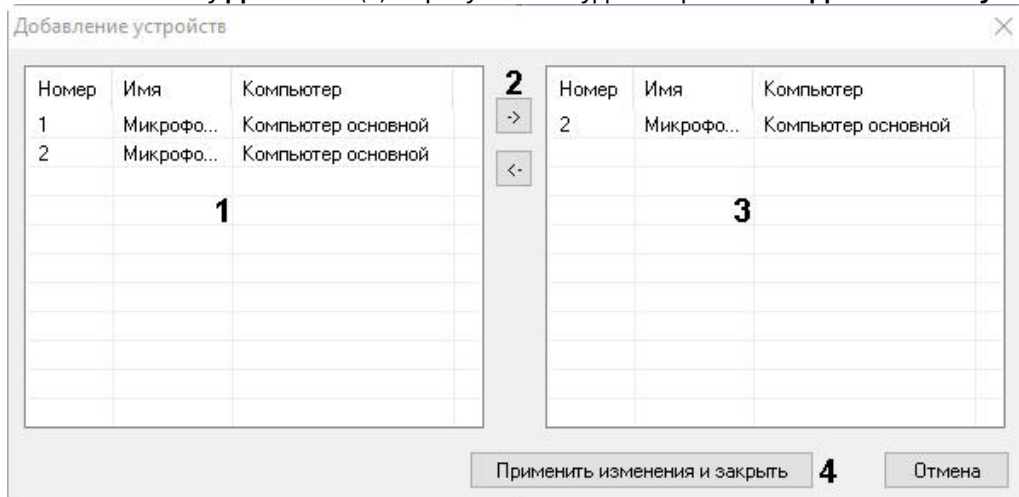 Добавление устройств
2
Номер Имя Компьютер
1 Микрофо... Компьютер основной
2 Микрофо... Компьютер основной
1
->
<-
Номер Имя Компьютер
2 Микрофо... Компьютер основной
3
Применить изменения и закрыть 4 Отмена